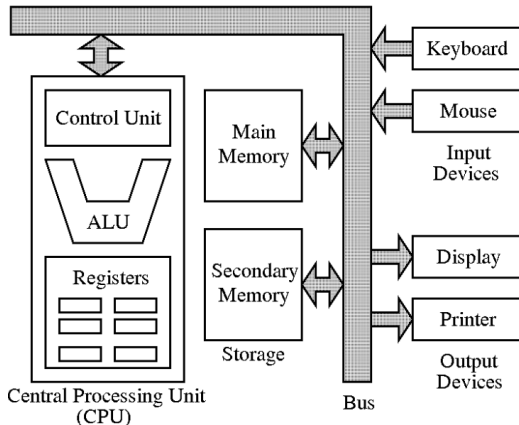 Control Unit
ALU
Registers
Central Processing Unit
(CPU)
Main
Memory
Secondary
Memory
Storage
Bus
Keyboard
Mouse
Input
Devices
Display
Printer
Output
Devices